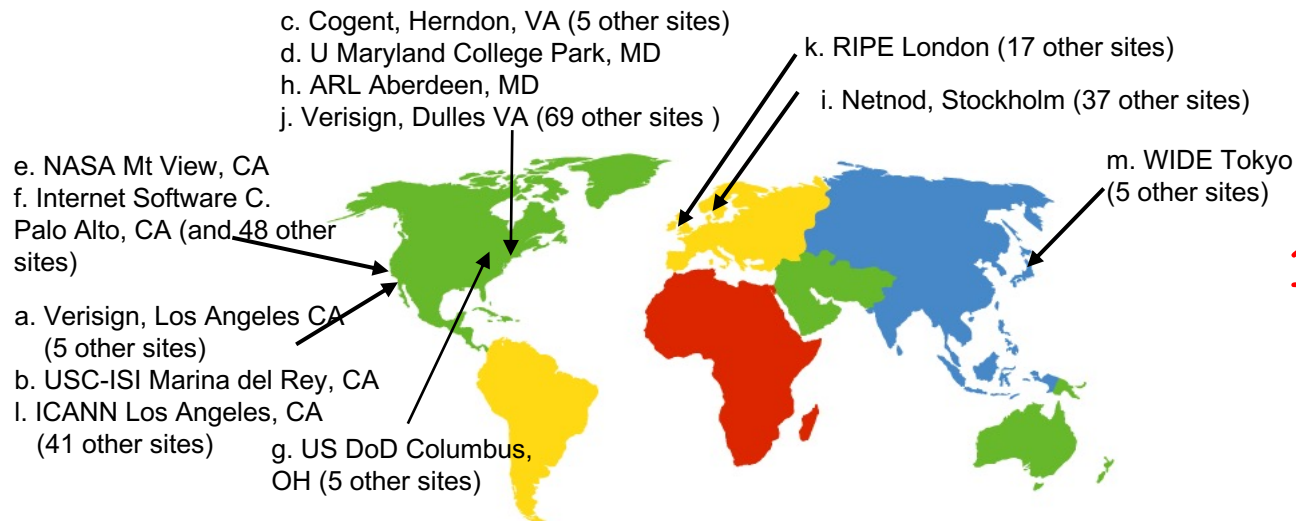 c. Cogent, Herndon, VA (5 other sites)
d. U Maryland College Park, MD
h. ARL Aberdeen, MD
j. Verisign, Dulles VA (69 other sites )
k. RIPE London (17 other sites)
i. Netnod, Stockholm (37 other sites)
m. WIDE Tokyo
(5 other sites)
e. NASA Mt View, CA
f. Internet Software C.
Palo Alto, CA (and 48 other
sites)
a. Verisign, Los Angeles CA
(5 other sites)
b. USC-ISI Marina del Rey, CA
l. ICANN Los Angeles, CA
(41 other sites)
g. US DoD Columbus,
OH (5 other sites)